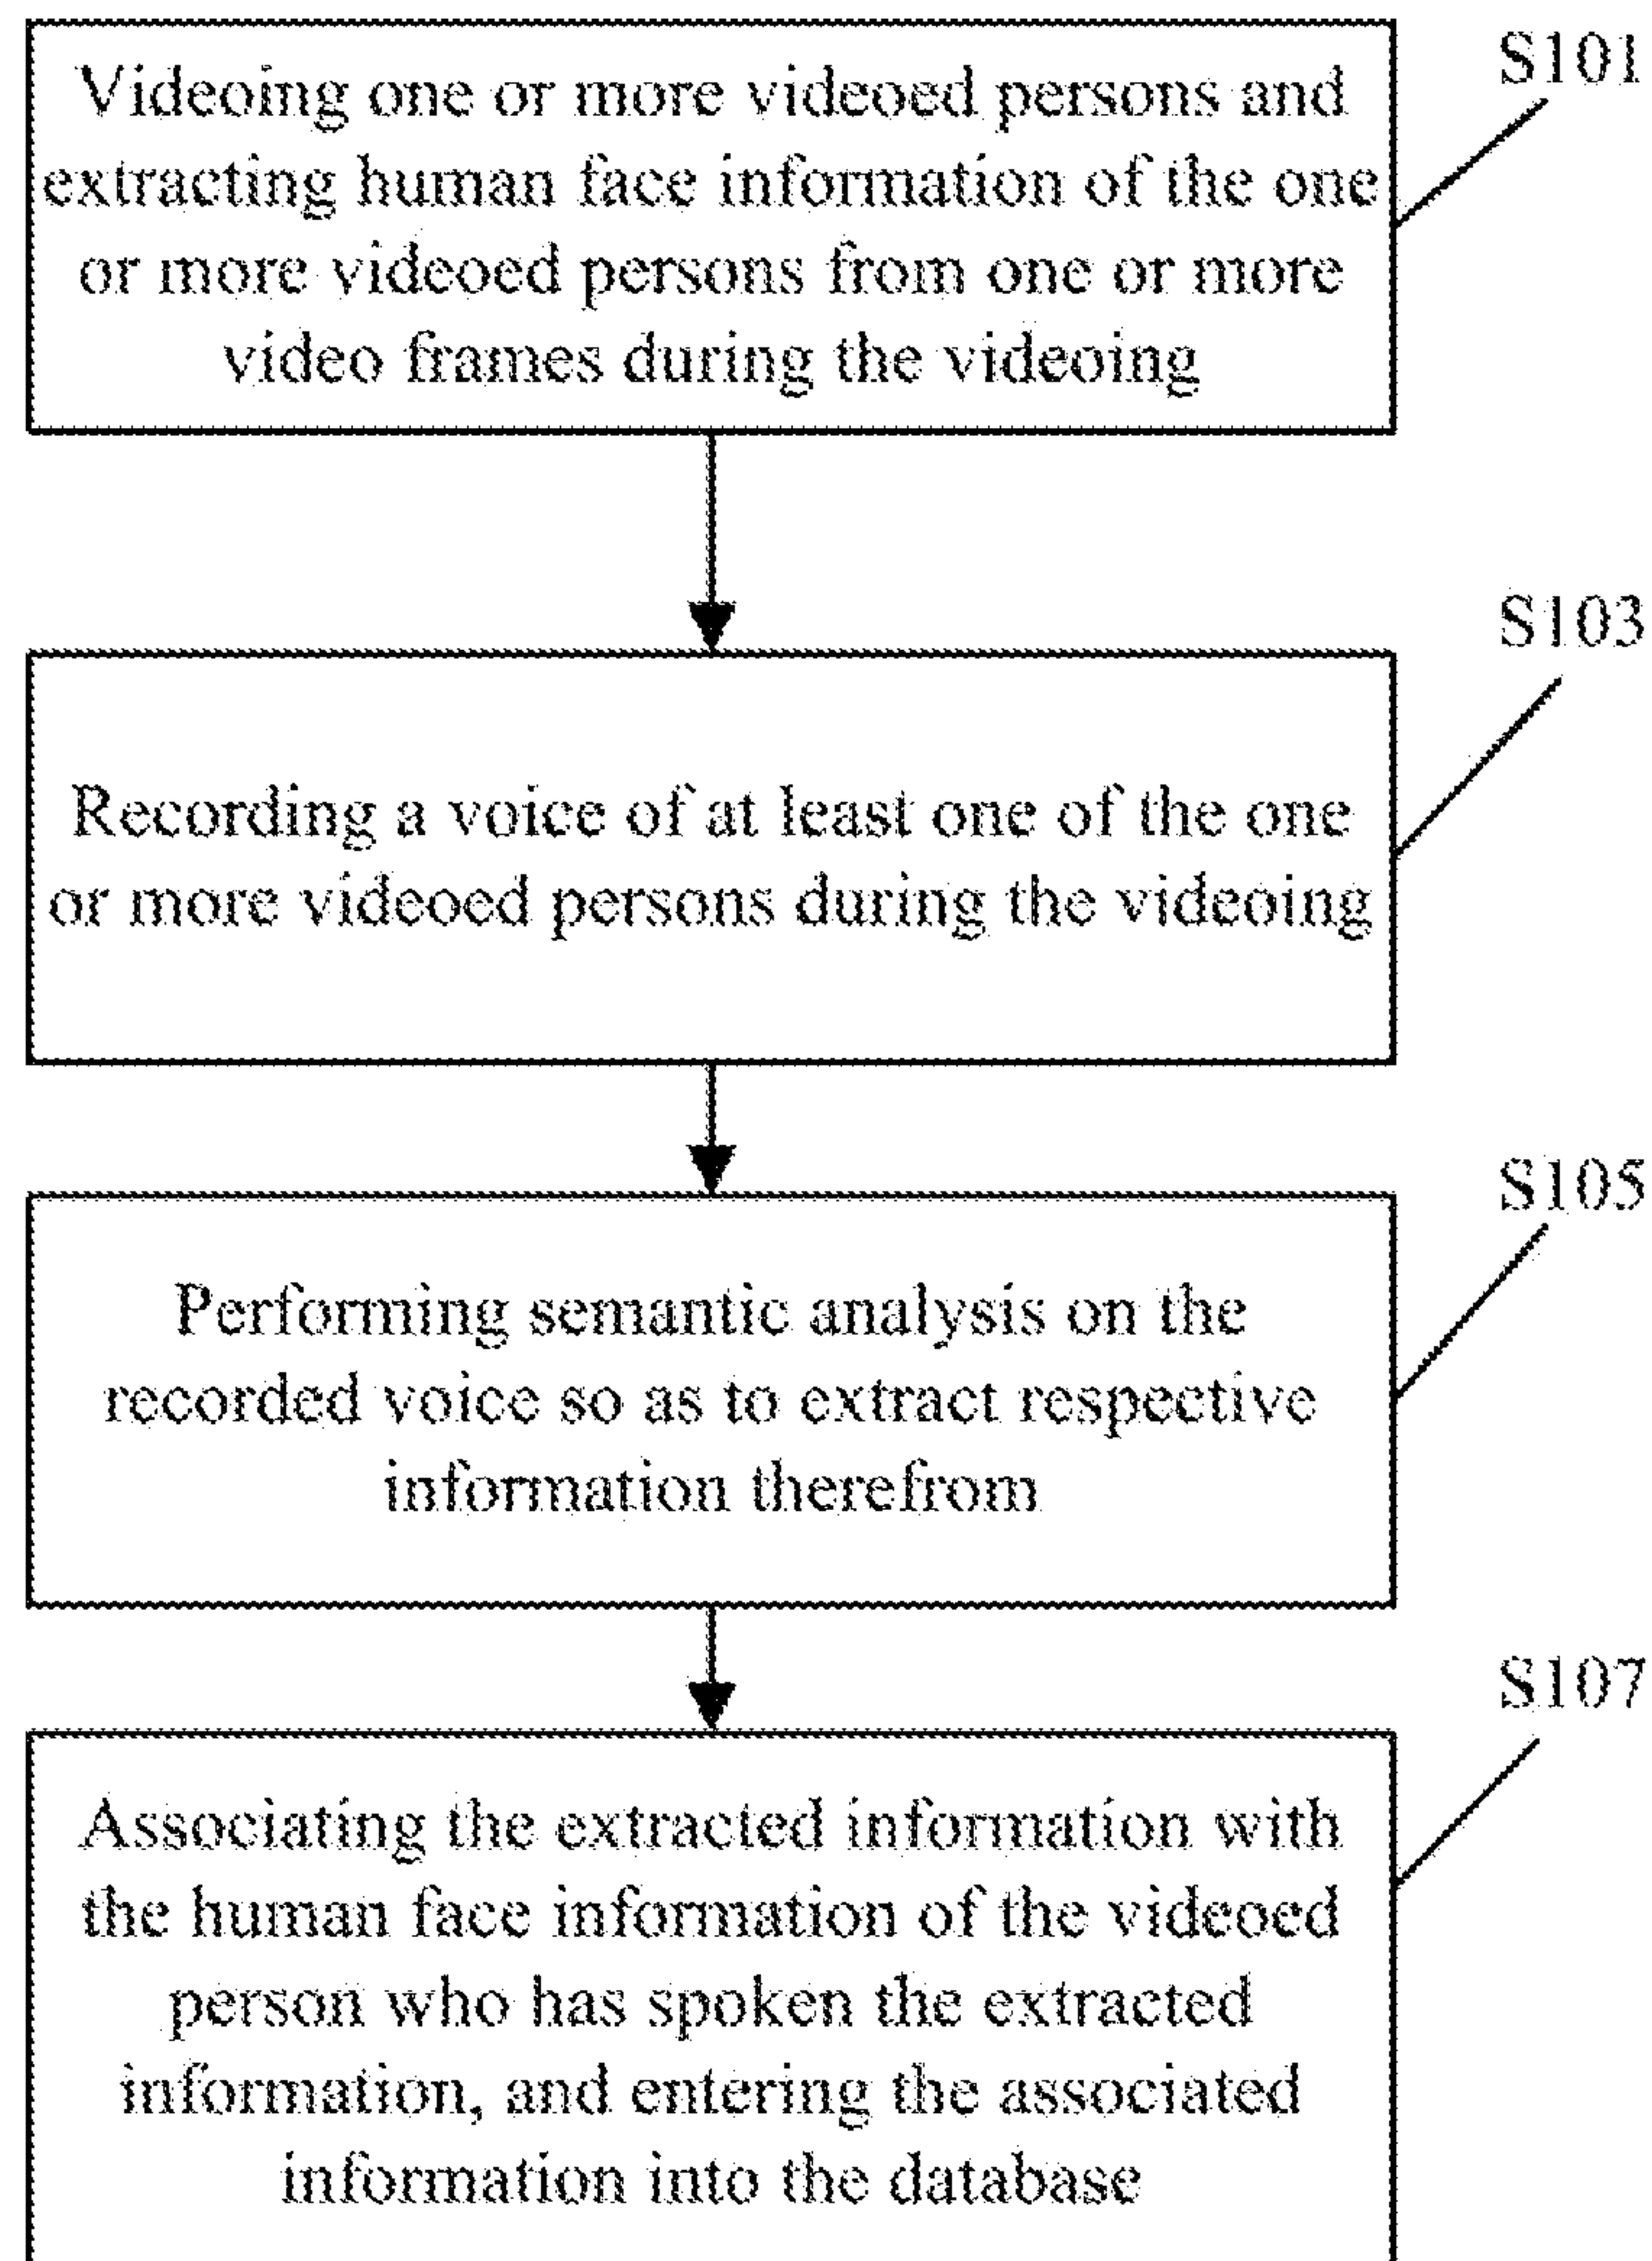 Videoing one or more videoed persons and
extracting human face information of the one
or more videoed persons from one or more
video frames during the videoing
S101
Recording a voice of at least one of the one
or more videoed persons during the videoing
S103
Performing semantic analysis on the
recorded voice so as to extract respective
information therefrom
S105
Associating the extracted information with
the human face information of the videoed
person who has spoken the extracted
information, and entering the associated
information into the database
S107